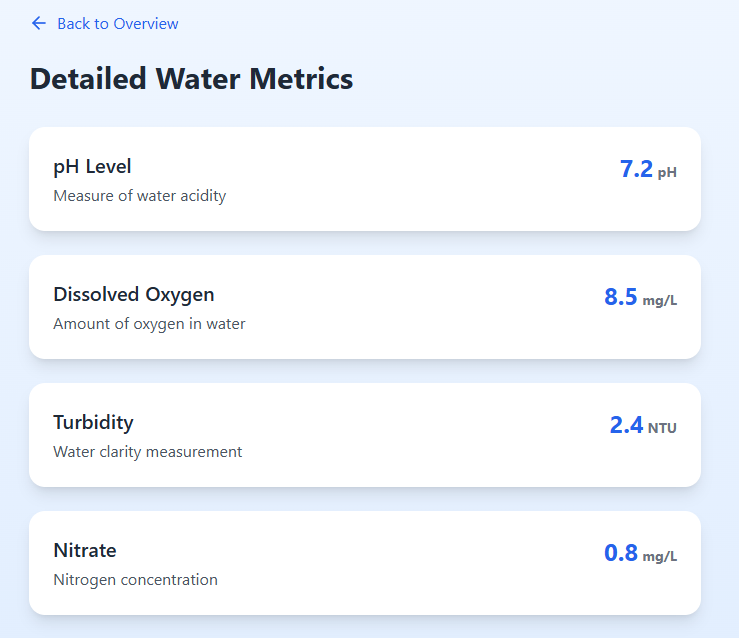 Back to Overview
Detailed Water Metrics
pH Level
7.2 pH
Measure of water acidity
Dissolved Oxygen
8.5 mg/L
Amount of oxygen in water
Turbidity
2.4 NTU
Water clarity measurement
Nitrate
0.8 mg/L
Nitrogen concentration